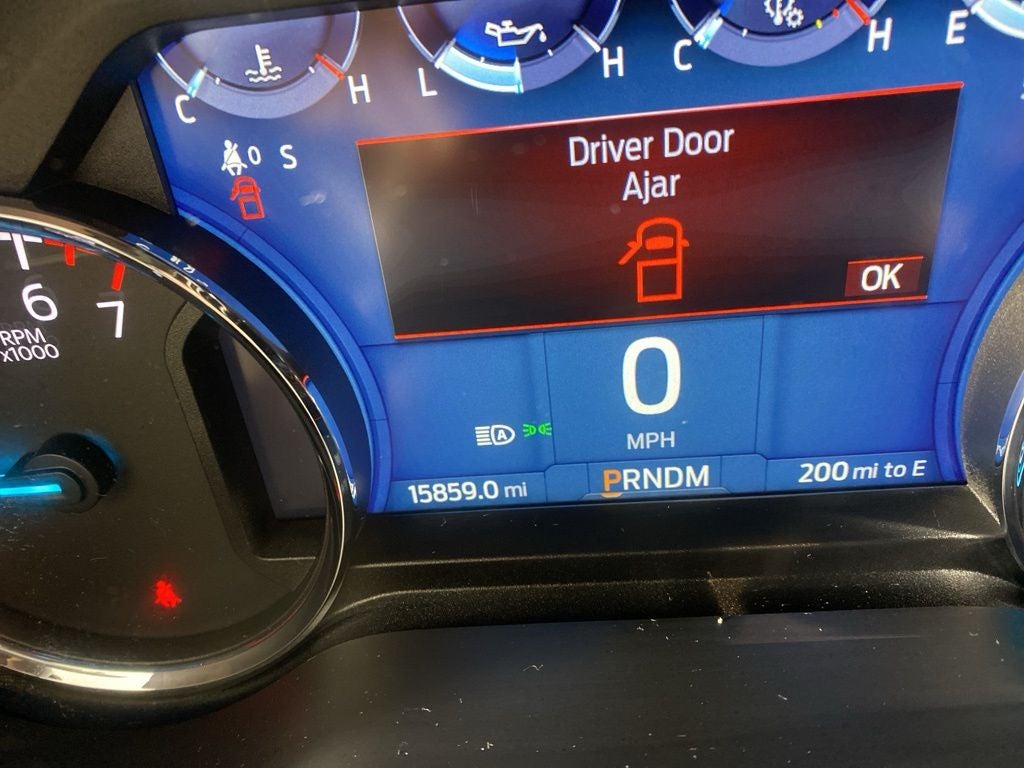 C H L H C H E
0 S
Driver Door
Ajar
OK
6 7
RPM
x1000
0
MPH
A
15859.0 mi
PRNDM
200 mi to E